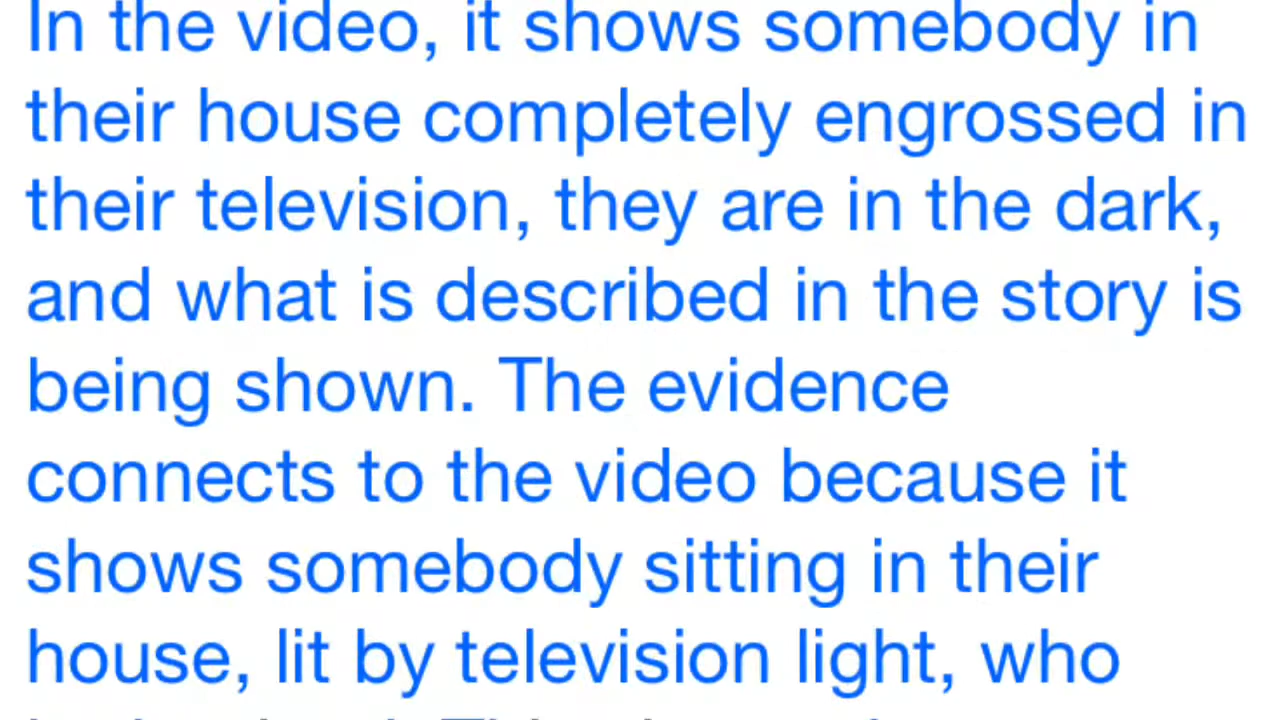 In the video, it shows somebody in
their house completely engrossed in
their television, they are in the dark,
and what is described in the story is
being shown. The evidence
connects to the video because it
shows somebody sitting in their
house, lit by television light, who